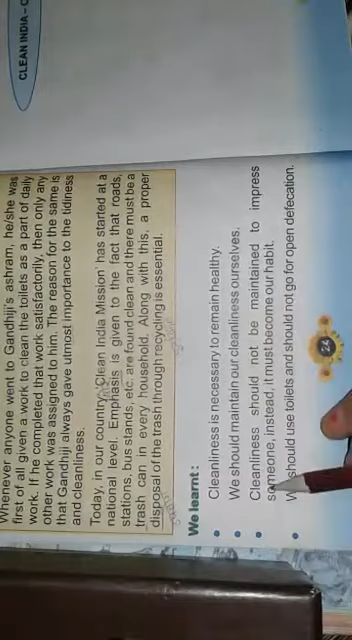 CLEAN INDIA –
Whenever anyone went to Gandhiji's ashram, he/she was
first of all given a work to clean the toilets as a part of daily
work. If he completed that work satisfactorily, then only any
other work was assigned to him. The reason for the same is
that Gandhiji always gave utmost importance to the tidiness
and cleanliness.
Today, in our country 'Clean India Mission' has started at a
national level. Emphasis is given to the fact that roads,
stations, bus stands, etc. are found clean and there must be a
trash can in every household. Along with this, a proper
disposal of the trash through recycling is essential.
We learnt :
• Cleanliness is necessary to remain healthy.
• We should maintain our cleanliness ourselves.
• Cleanliness should not be maintained to impress
someone, instead, it must become our habit.
• should use toilets and should not go for open defecation.
24